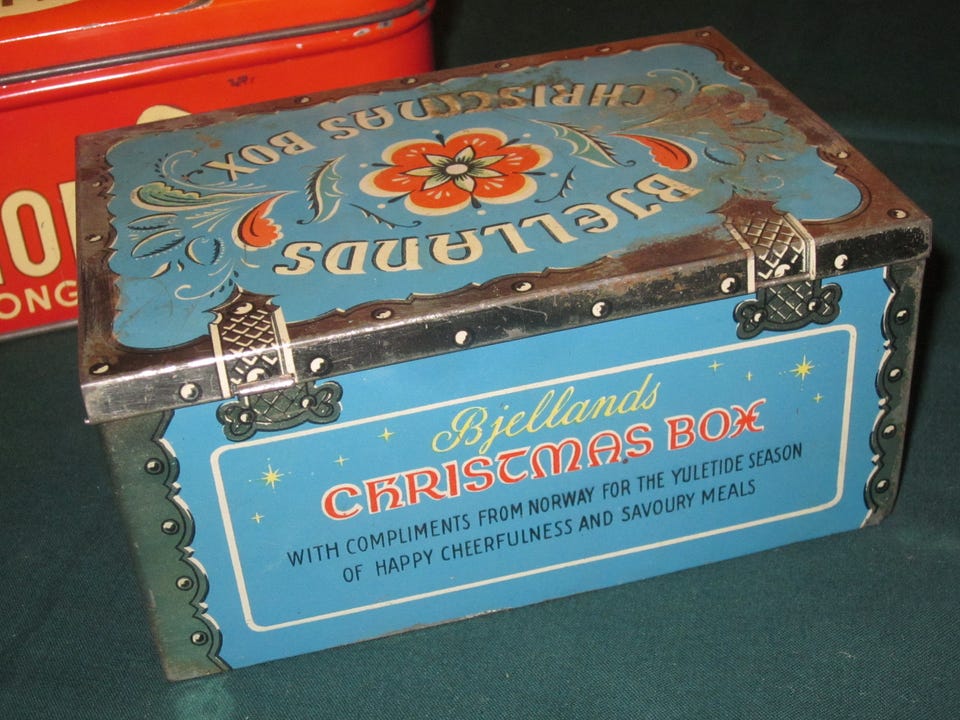 CHRISTMAS BOX
BJELLANDS
Bjellands
CHRISTMAS BOX
WITH COMPLIMENTS FROM NORWAY FOR THE YULETIDE SEASON
OF HAPPY CHEERFULNESS AND SAVOURY MEALS